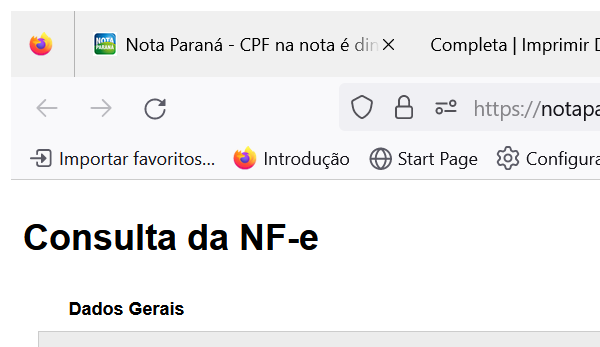 NOTA PARANÁ Nota Paraná - CPF na nota é din Completa | Imprimir D
https://notapa
Importar favoritos... Introdução Start Page Configura
Consulta da NF-e
Dados Gerais